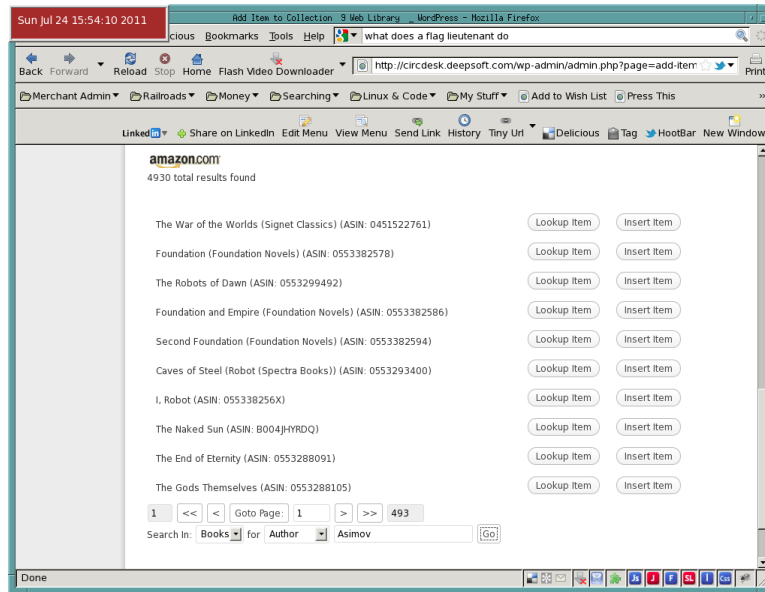 Sun Jul 24 15:54:10 2011
Add Item to Collection 9 Web Library _ WordPress - Mozilla Firefox
cious Bookmarks Tools Help what does a flag lieutenant do
Back Forward Reload Stop Home Flash Video Downloader http://circdesk.deepsoft.com/wp-admin/admin.php?page=add-item Print
Merchant Admin Railroads Money Searching Linux & Code My Stuff Add to Wish List Press This »
Linked in Share on LinkedIn Edit Menu View Menu Send Link History Tiny Url Delicious Tag HootBar New Window
amazon.com
4930 total results found
The War of the Worlds (Signet Classics) (ASIN: 0451522761) Lookup Item Insert Item
Foundation (Foundation Novels) (ASIN: 0553382578) Lookup Item Insert Item
The Robots of Dawn (ASIN: 0553299492) Lookup Item Insert Item
Foundation and Empire (Foundation Novels) (ASIN: 0553382586) Lookup Item Insert Item
Second Foundation (Foundation Novels) (ASIN: 0553382594) Lookup Item Insert Item
Caves of Steel (Robot (Spectra Books)) (ASIN: 0553293400) Lookup Item Insert Item
I, Robot (ASIN: 055338256X) Lookup Item Insert Item
The Naked Sun (ASIN: B004JHYRDQ) Lookup Item Insert Item
The End of Eternity (ASIN: 0553288091) Lookup Item Insert Item
The Gods Themselves (ASIN: 0553288105) Lookup Item Insert Item
1 << < Goto Page: 1 > >> 493
Search In: Books for Author Asimov Go
Done Js J F SL I Css